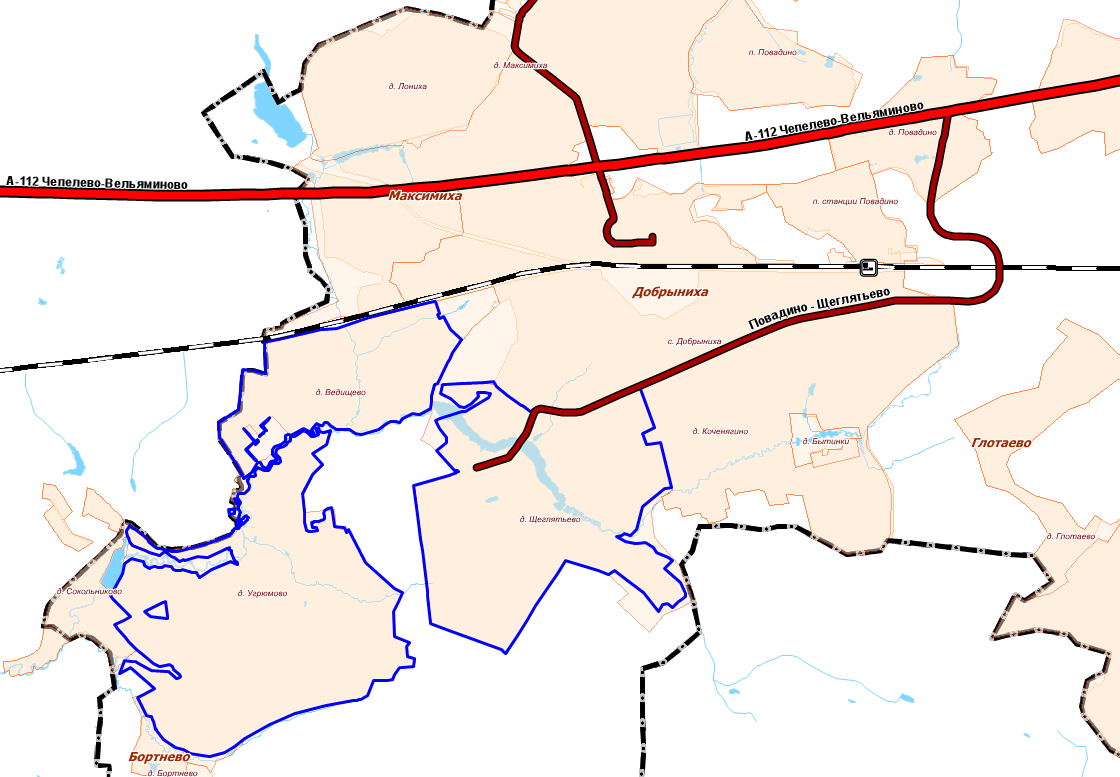 п. Повадино
д. Максимиха
д. Лониха
А-112 Чепелево-Вельяминово
д. Повадино
А-112 Чепелево-Вельяминово
Максимиха
п. станции Повадино
Добрыниха
Повадино - Щеглятьево
с. Добрыниха
д. Ведищево
д. Коченягино
д. Бытинки
Глотаево
д. Щеглятьево
д. Глотаево
д. Сокольниково
д. Угрюмово
Бортнево
д. Бортнево